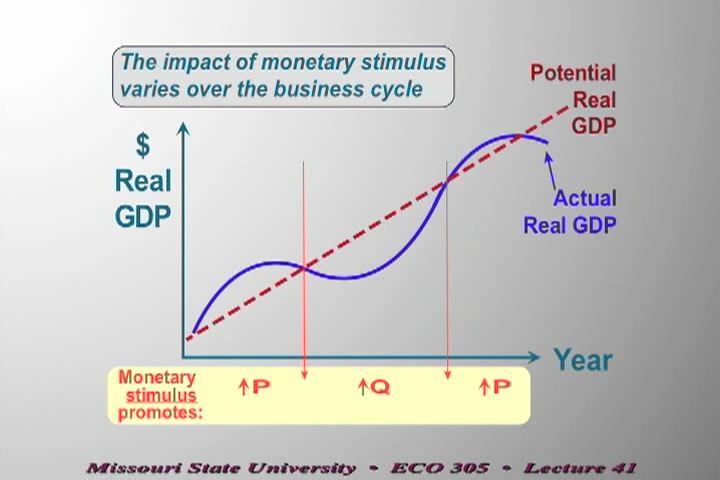 The impact of monetary stimulus
varies over the business cycle
Potential
Real
GDP
$
Real
GDP
Actual
Real GDP
Year
Monetary
stimulus
promotes:
↑P
↑Q
↑P
Missouri State University • ECO 305 • Lecture 41